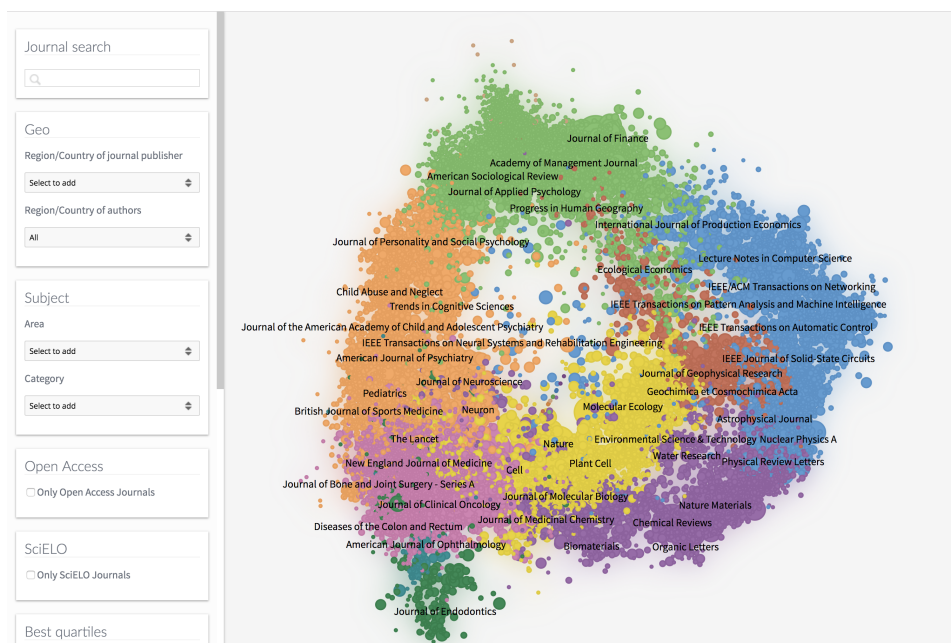 Journal search
Geo
Region/Country of journal publisher
Select to add
Region/Country of authors
All
Subject
Area
Select to add
Category
Select to add
Open Access
Only Open Access Journals
SciELO
Only SciELO Journals
Best quartiles
Journal of Finance
Academy of Management Journal
American Sociological Review
Journal of Applied Psychology
Progress in Human Geography
International Journal of Production Economics
Journal of Personality and Social Psychology
Lecture Notes in Computer Science
Ecological Economics
IEEE/ACM Transactions on Networking
Child Abuse and Neglect
Trends in Cognitive Sciences
IEEE Transactions on Pattern Analysis and Machine Intelligence
Journal of the American Academy of Child and Adolescent Psychiatry
IEEE Transactions on Automatic Control
IEEE Transactions on Neural Systems and Rehabilitation Engineering
American Journal of Psychiatry
IEEE Journal of Solid-State Circuits
Journal of Geophysical Research
Journal of Neuroscience
Pediatrics
Geochimica et Cosmochimica Acta
British Journal of Sports Medicine
Neuron
Molecular Ecology
Astrophysical Journal
The Lancet
Nature
Environmental Science & Technology
Nuclear Physics A
Water Research
Physical Review Letters
New England Journal of Medicine
Cell
Plant Cell
Journal of Bone and Joint Surgery - Series A
Journal of Molecular Biology
Journal of Clinical Oncology
Nature Materials
Journal of Medicinal Chemistry
Chemical Reviews
Diseases of the Colon and Rectum
American Journal of Ophthalmology
Biomaterials
Organic Letters
Journal of Endodontics